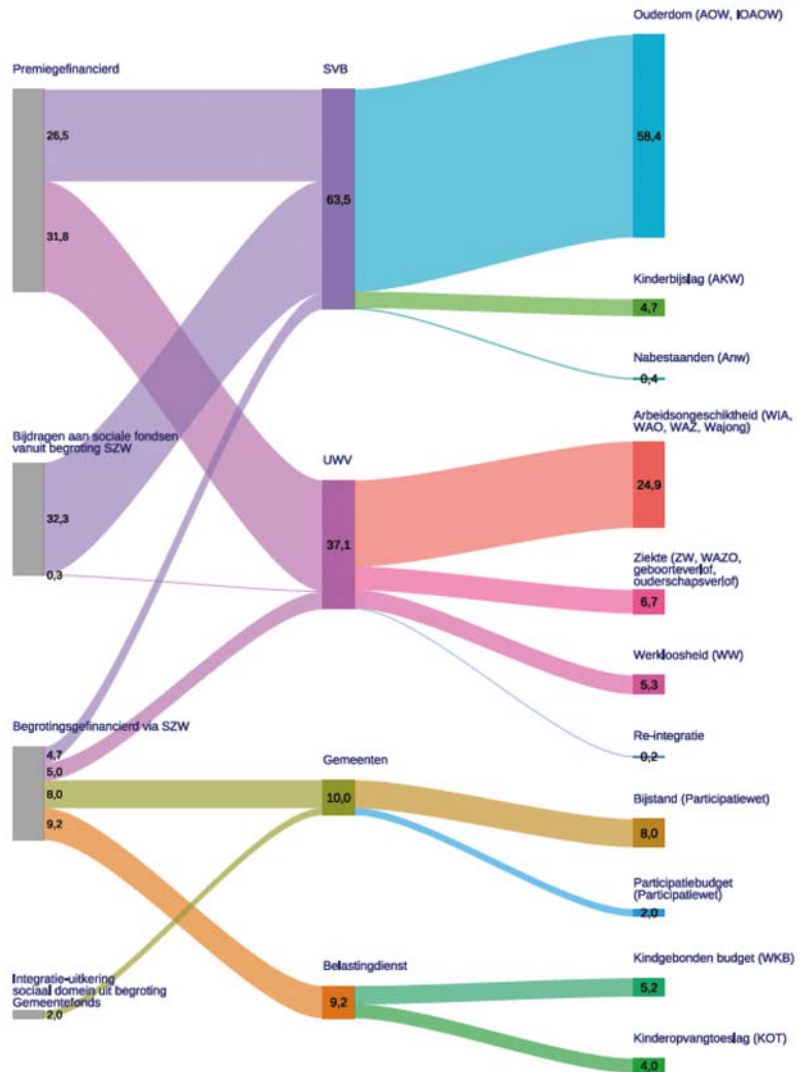 Ouderdom (AOW, IOAOW)
Premiegefinancierd
SVB
26,5
58,4
63,5
31,8
Kinderbijslag (AKW)
4,7
Nabestaanden (Anw)
0,4
Arbeidsongeschiktheid (WIA,
WAO, WAZ, Wajong)
Bijdragen aan sociale fondsen
vanuit begroting SZW
UWV
24,9
32,3
37,1
Ziekte (ZW, WAZO,
geboorteverlof,
ouderschapsverlof)
0,3
6,7
Werkloosheid (WW)
5,3
Begrotingsgefinancierd via SZW
Re-integratie
4,7
0,2
5,0
Gemeenten
8,0
10,0
Bijstand (Participatiewet)
9,2
8,0
Participatiebudget
(Participatiewet)
2,0
Integratie-uitkering
sociaal domein uit begroting
Gemeentefonds
2,0
Belastingdienst
Kindgebonden budget (WKB)
9,2
5,2
Kinderopvangtoeslag (KOT)
4,0